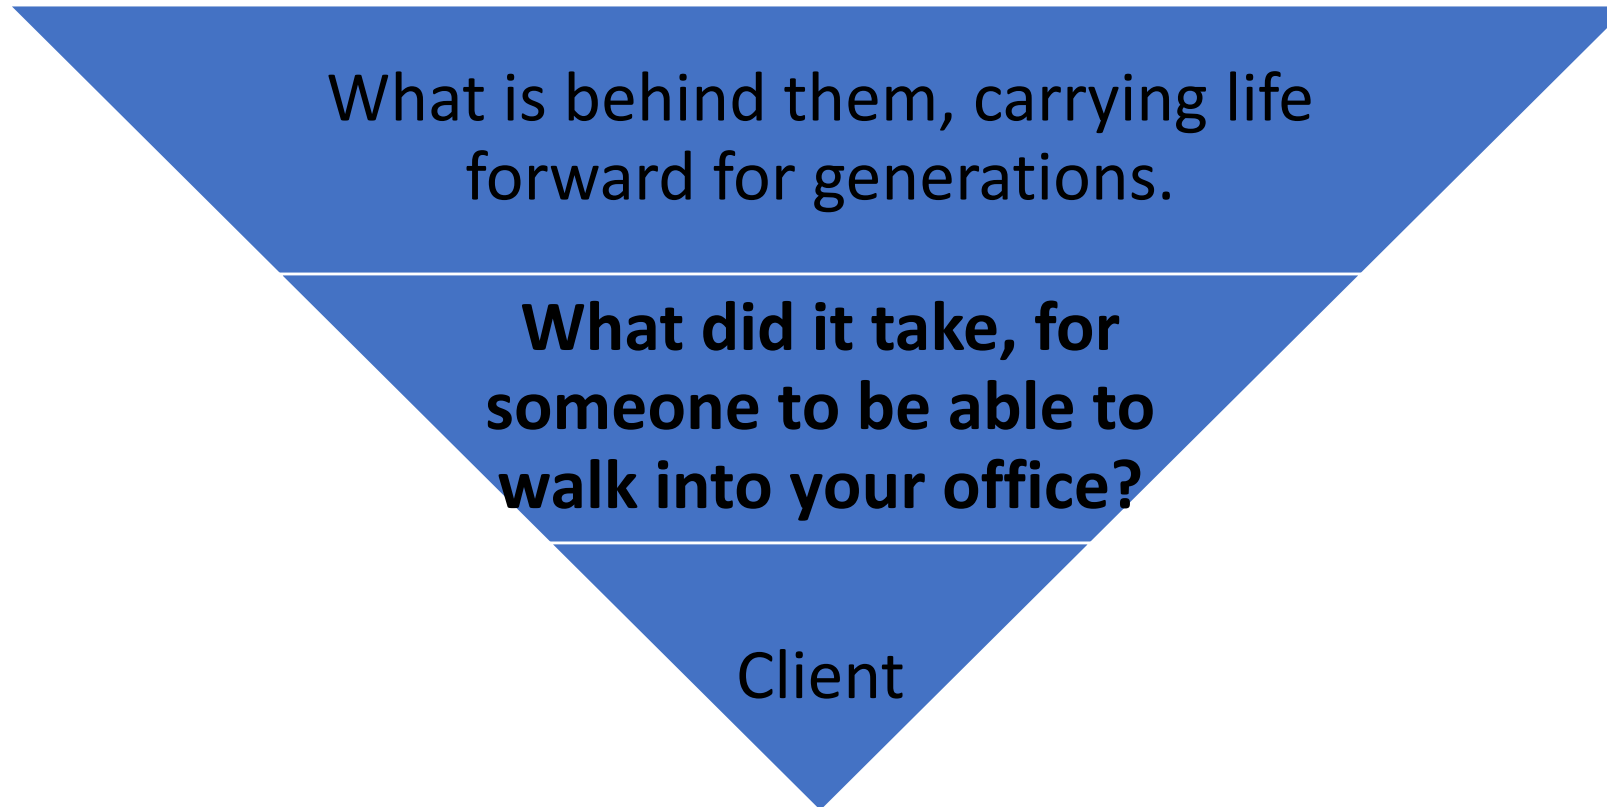 What is behind them, carrying life
forward for generations.
What did it take, for
someone to be able to
walk into your office?
Client